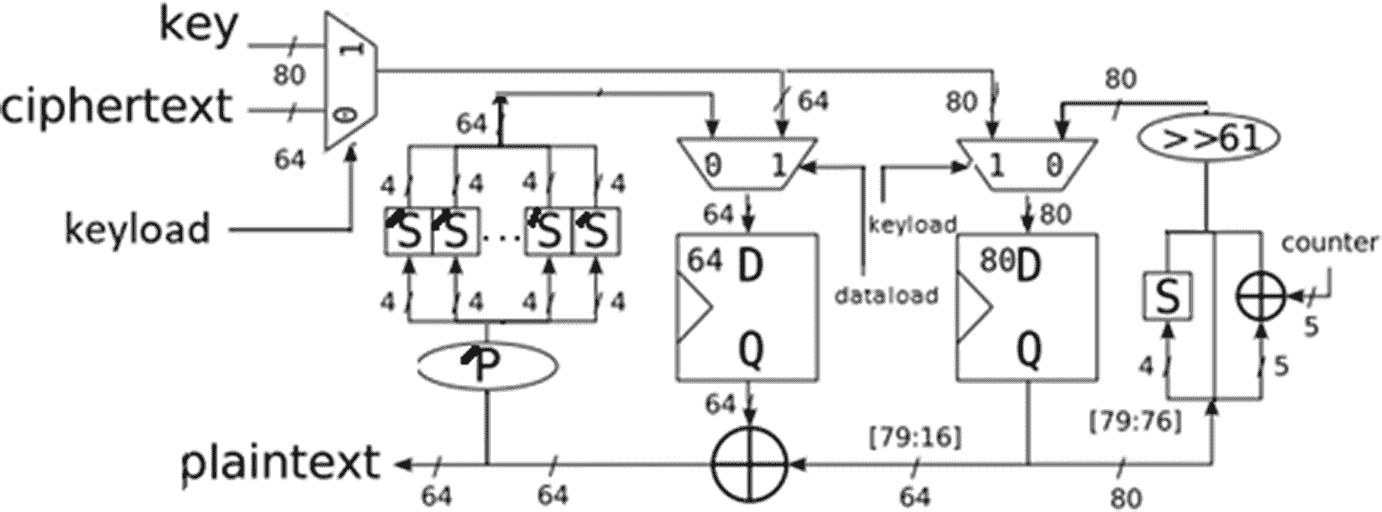 key
80
1
ciphertext
0
64
keyload
64
4 4 4 4
S S ... S S
4 4 4 4
P
plaintext
64
64
64
0 1
64
64 D
Q
64
dataload
keyload
80
1 0
80
80 D
Q
[79:16]
64
80
>>61
counter
S
5
4
5
[79:76]
80